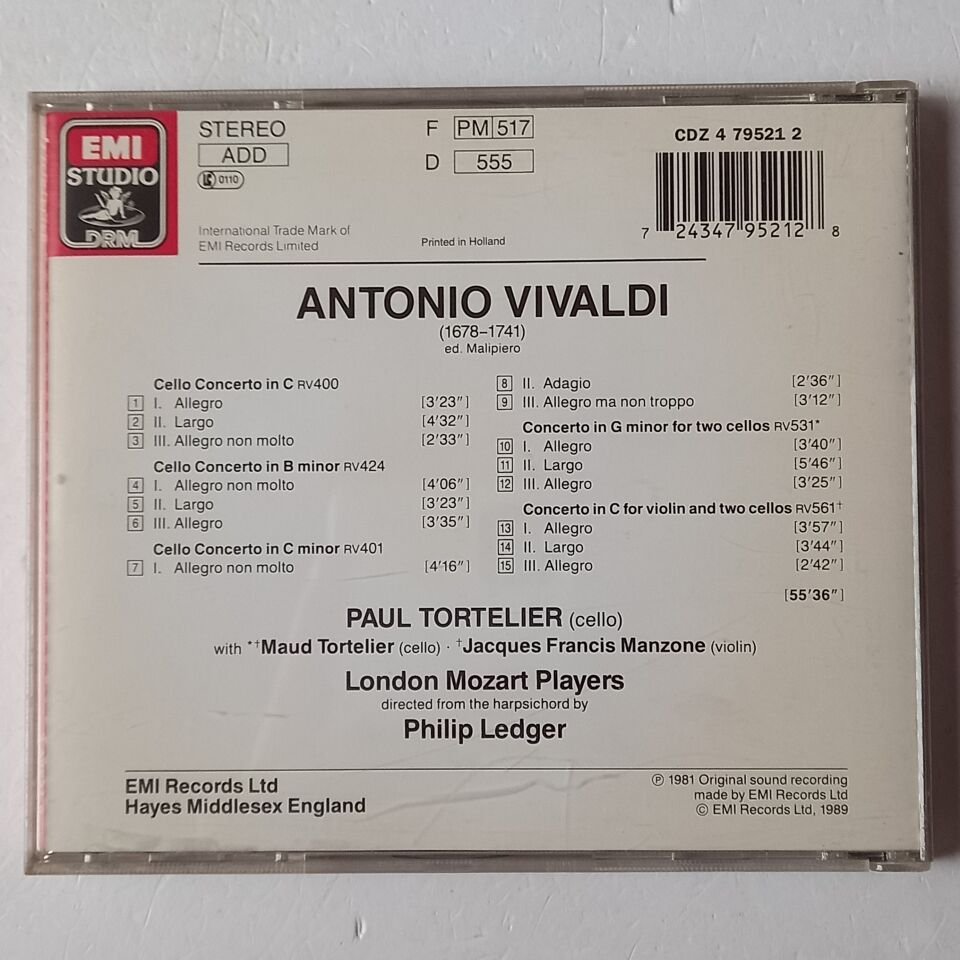 EMI
STUDIO
DRM
STEREO
ADD
0110
F PM 517
D 555
International Trade Mark of
EMI Records Limited
Printed in Holland
CDZ 4 79521 2
7 24347 95212 8
ANTONIO VIVALDI
(1678–1741)
ed. Malipiero
Cello Concerto in C RV400
1 I. Allegro [3'23"]
2 II. Largo [4'32"]
3 III. Allegro non molto [2'33"]
Cello Concerto in B minor RV424
4 I. Allegro non molto [4'06"]
5 II. Largo [3'23"]
6 III. Allegro [3'35"]
Cello Concerto in C minor RV401
7 I. Allegro non molto [4'16"]
8 II. Adagio [2'36"]
9 III. Allegro ma non troppo [3'12"]
Concerto in G minor for two cellos RV531*
10 I. Allegro [3'40"]
11 II. Largo [5'46"]
12 III. Allegro [3'25"]
Concerto in C for violin and two cellos RV561†
13 I. Allegro [3'57"]
14 II. Largo [3'44"]
15 III. Allegro [2'42"]
[55'36"]
PAUL TORTELIER (cello)
with *†Maud Tortelier (cello) · †Jacques Francis Manzone (violin)
London Mozart Players
directed from the harpsichord by
Philip Ledger
EMI Records Ltd
Hayes Middlesex England
℗ 1981 Original sound recording
made by EMI Records Ltd
© EMI Records Ltd, 1989